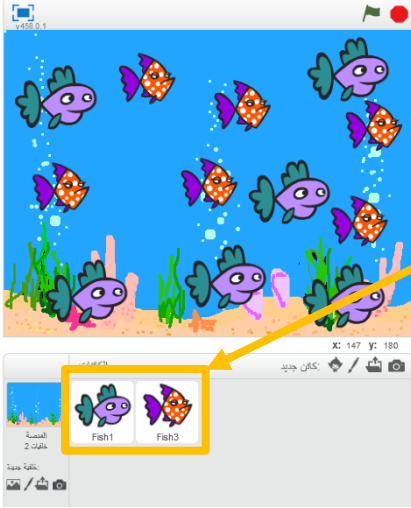 v458.0.1
x: 147 y: 180
كائن جديد:
Fish1
Fish3
المنصة
خلفيات 2
خلفية جديدة: